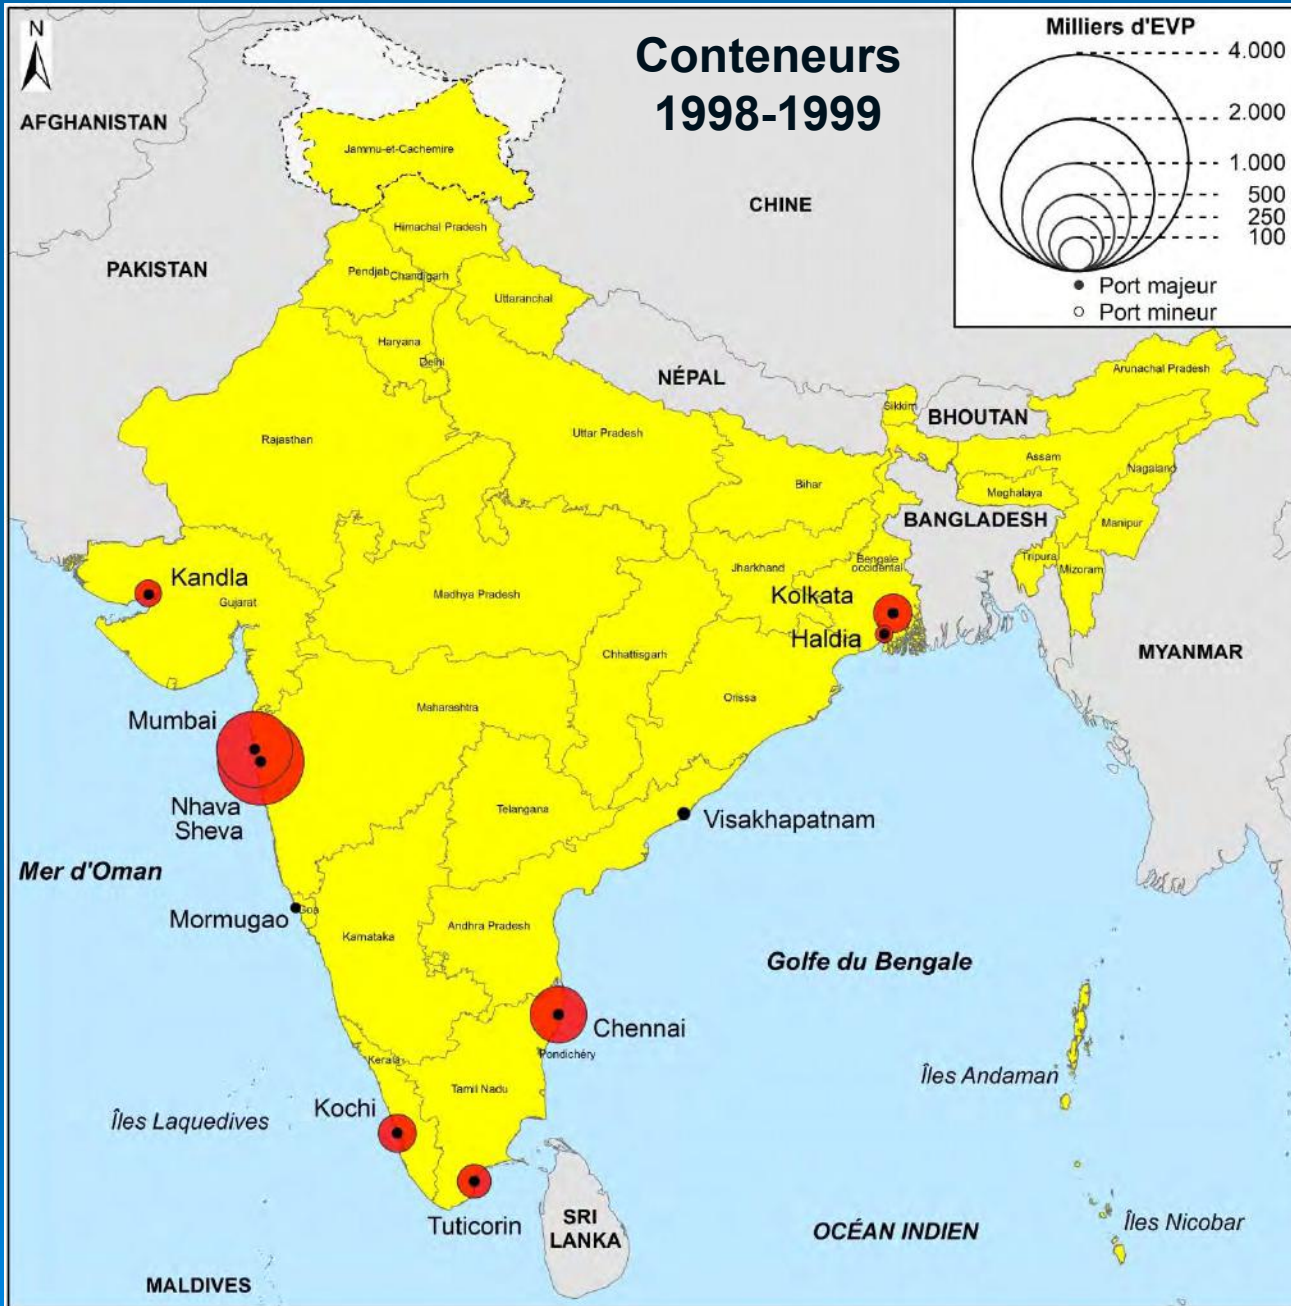 N
Conteneurs
1998-1999
Milliers d'EVP
4.000
2.000
1.000
500
250
100
Port majeur
Port mineur
AFGHANISTAN
PAKISTAN
CHINE
NÉPAL
BHOUTAN
BANGLADESH
MYANMAR
Jammu-et-Cachemire
Himachal Pradesh
Pendjab
Chandigarh
Uttaranchal
Haryana
Delhi
Rajasthan
Uttar Pradesh
Sikkim
Arunachal Pradesh
Assam
Nagaland
Meghalaya
Manipur
Bihar
Tripura
Mizoram
Jharkhand
Bengale
occidental
Kandla
Gujarat
Madhya Pradesh
Kolkata
Haldia
Chhattisgarh
Orissa
Maharashtra
Mumbai
Nhava
Sheva
Telangana
Visakhapatnam
Mer d'Oman
Mormugao
Goa
Karnataka
Andhra Pradesh
Golfe du Bengale
Chennai
Pondichéry
Kerala
Tamil Nadu
Îles Andaman
Îles Laquedives
Kochi
Tuticorin
SRI
LANKA
OCÉAN INDIEN
Îles Nicobar
MALDIVES